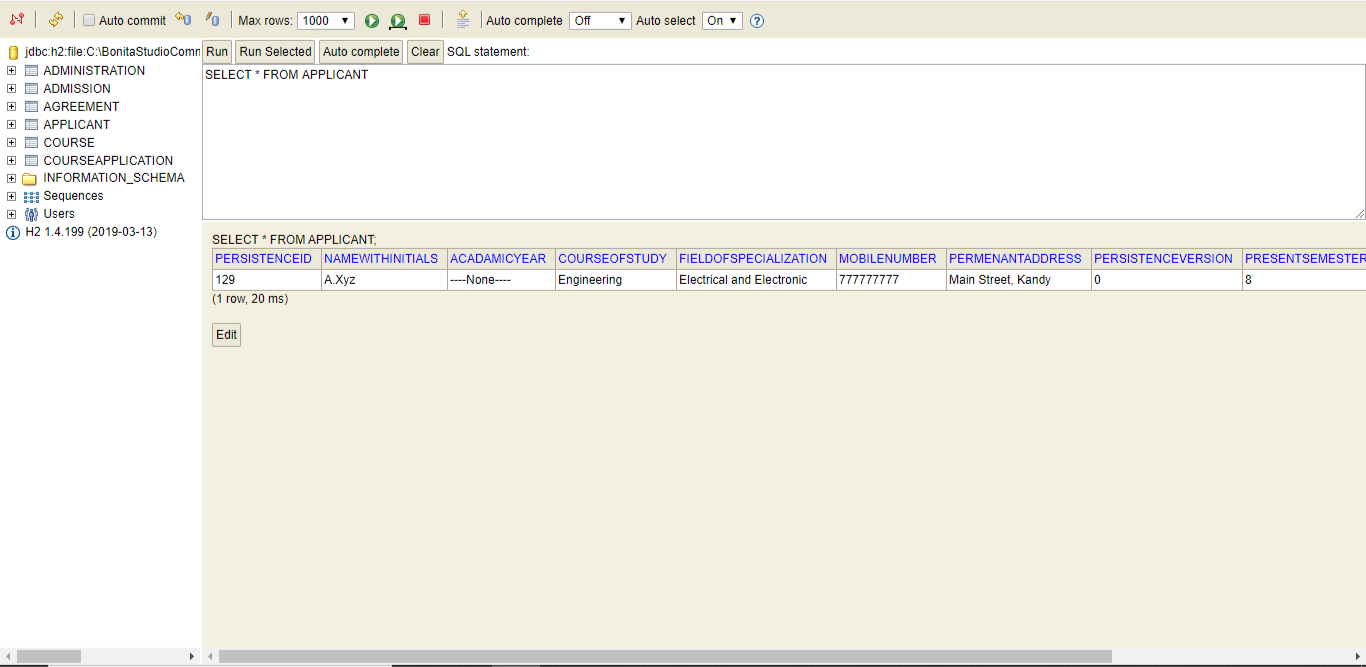 Auto commit Max rows: 1000 Auto complete Off Auto select On
jdbc:h2:file:C:\BonitaStudioComm
ADMINISTRATION
ADMISSION
AGREEMENT
APPLICANT
COURSE
COURSEAPPLICATION
INFORMATION_SCHEMA
Sequences
Users
H2 1.4.199 (2019-03-13)
Run Run Selected Auto complete Clear SQL statement:
SELECT * FROM APPLICANT
SELECT * FROM APPLICANT;
PERSISTENCEID NAMEWITHINITIALS ACADAMICYEAR COURSEOFSTUDY FIELDOFSPECIALIZATION MOBILENUMBER PERMENANTADDRESS PERSISTENCEVERSION PRESENTSEMESTER
129 A.Xyz ----None---- Engineering Electrical and Electronic 777777777 Main Street, Kandy 0 8
(1 row, 20 ms)
Edit